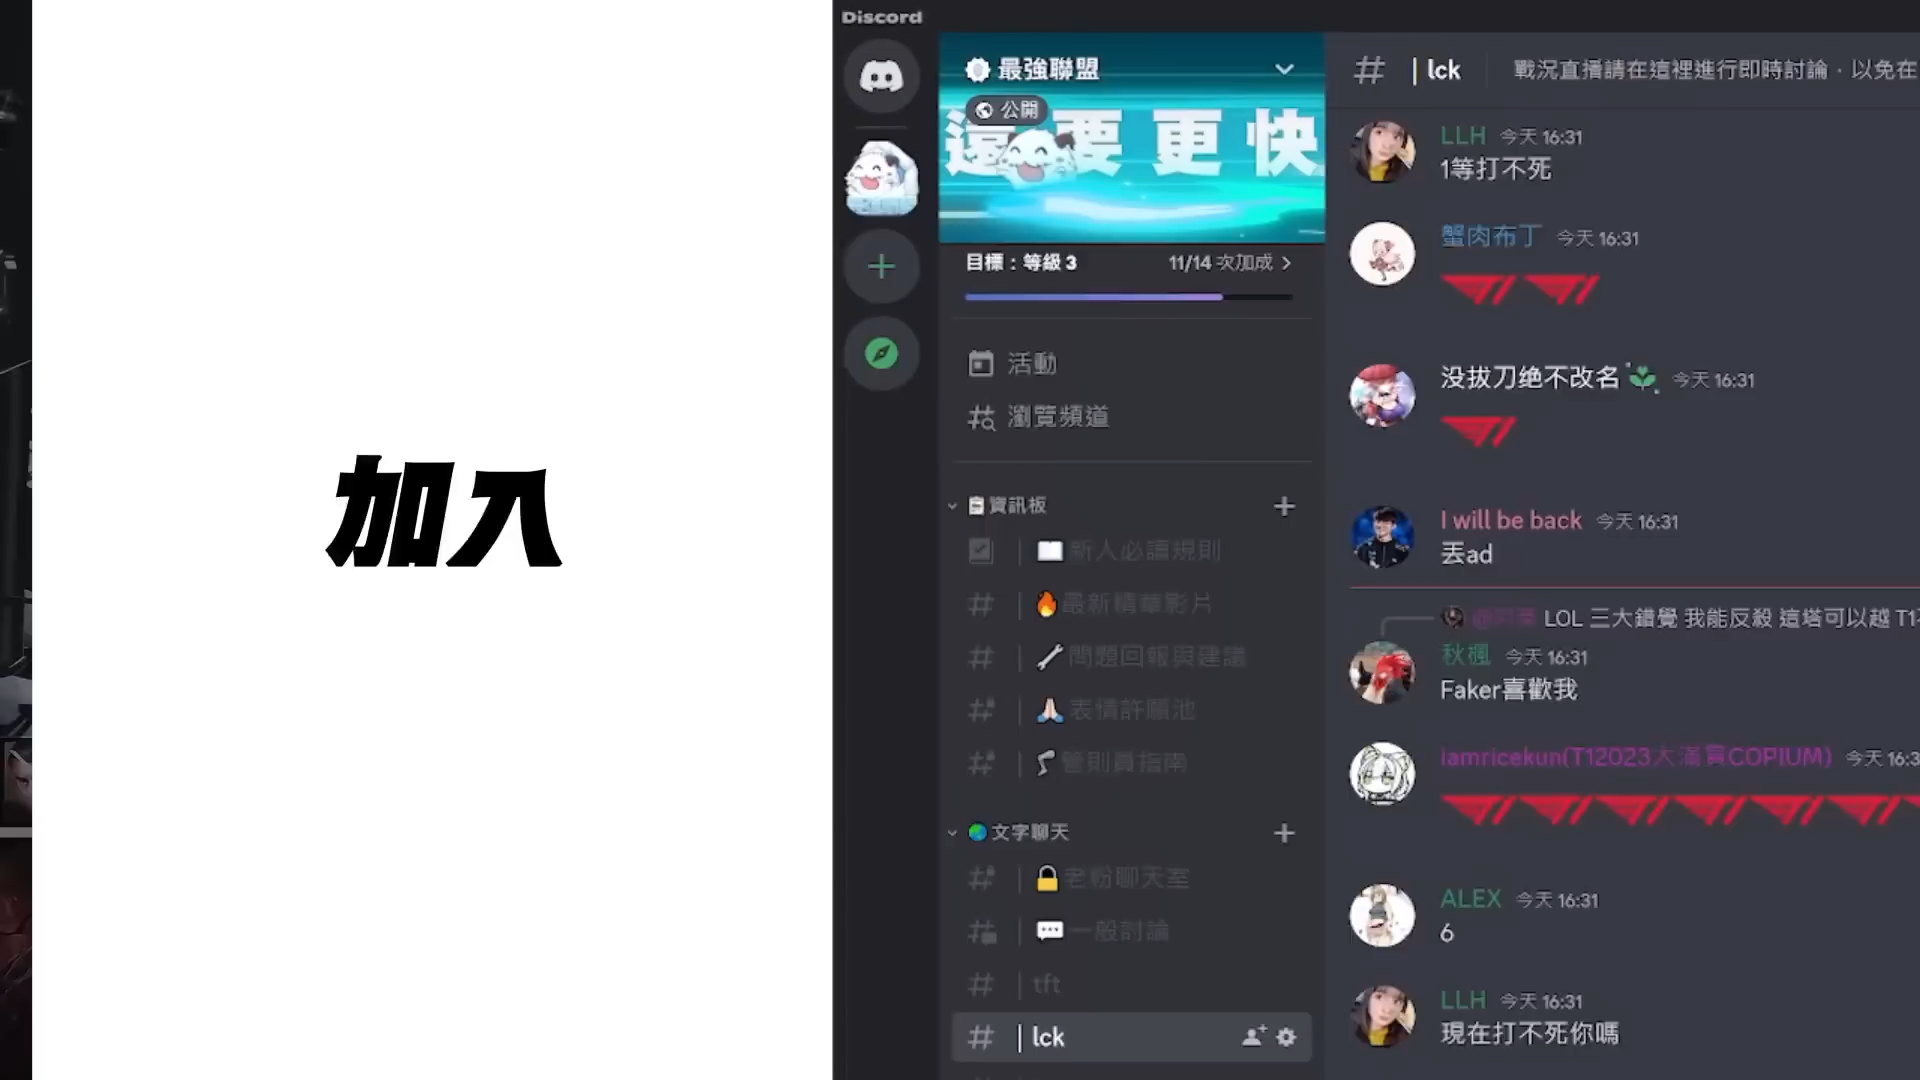 加入
Discord
最強聯盟
公開
還要更快
目標：等級 3
11/14 次加成
活動
瀏覽頻道
資訊板
新人必讀規則
最新精華影片
問題回報與建議
表情許願池
管則員指南
文字聊天
老粉聊天室
一般討論
tft
lck
lck
戰況直播請在這裡進行即時討論，以免在
LLH 今天 16:31
1等打不死
蟹肉布丁 今天 16:31
没拔刀绝不改名 今天 16:31
I will be back 今天 16:31
丟ad
LOL 三大錯覺 我能反殺 這塔可以越 T1
秋楓 今天 16:31
Faker喜歡我
iamricekun(T12023大滿貫COPIUM) 今天 16:3
ALEX 今天 16:31
6
LLH 今天 16:31
現在打不死你嗎